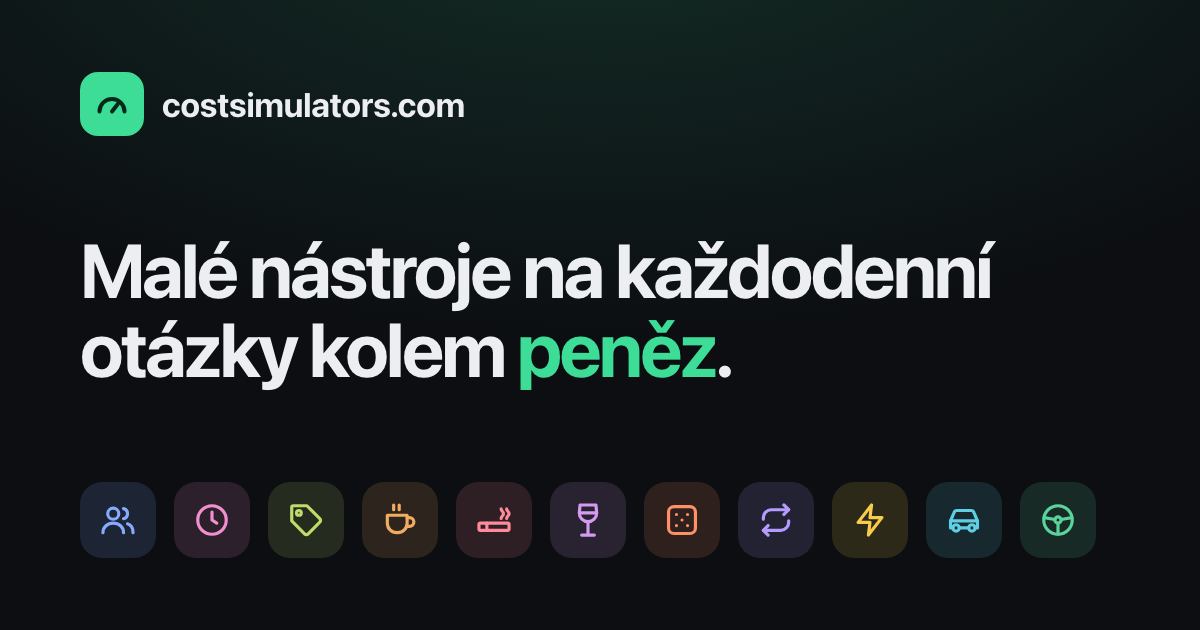 costsimulators.com
Malé nástroje na každodenní
otázky kolem peněz.